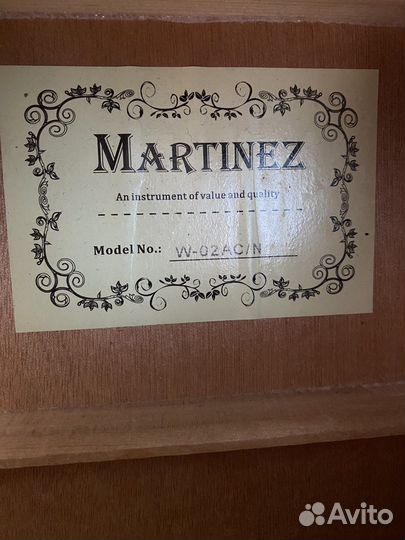 MARTINEZ
An instrument of value and quality
Model No.: W-02AC/N
Avito